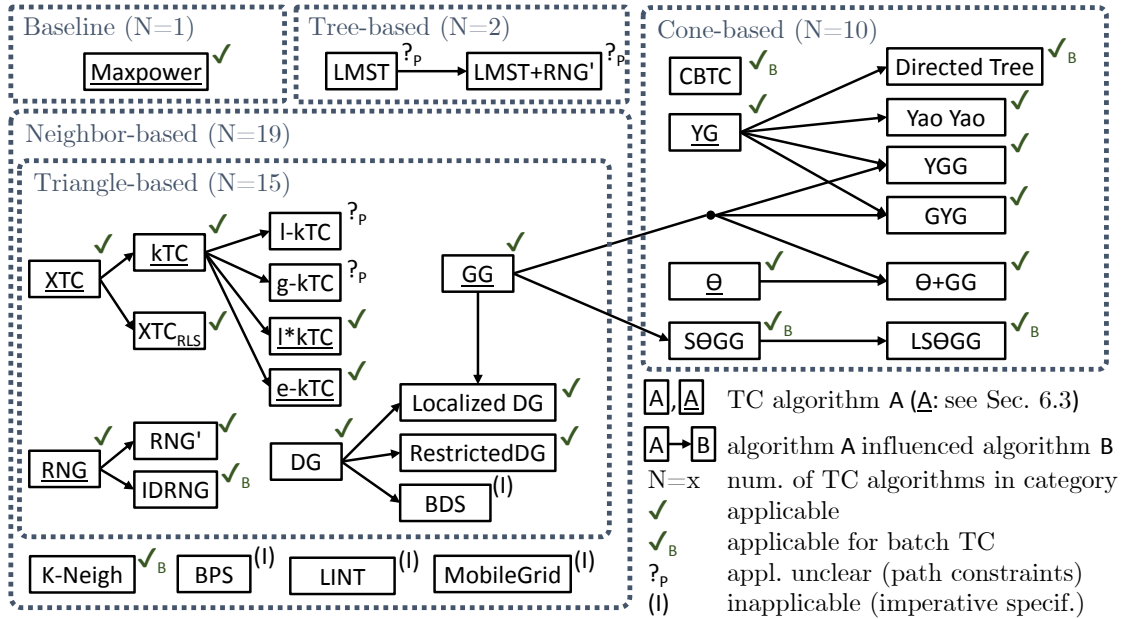 Baseline (N=1)
Maxpower ✓
Tree-based (N=2)
LMST ?P
LMST+RNG' ?P
Cone-based (N=10)
CBTC ✓B
Directed Tree ✓B
YG ✓
Yao Yao ✓
YGG ✓
GYG ✓
Θ ✓
Θ+GG ✓
SΘGG ✓B
LSΘGG ✓B
Neighbor-based (N=19)
Triangle-based (N=15)
XTC ✓
kTC ✓
XTCRLS ✓
l-kTC ?P
g-kTC ?P
l*kTC ✓
e-kTC ✓
GG ✓
RNG ✓
RNG' ✓
IDRNG ✓B
DG ✓
Localized DG ✓
RestrictedDG ✓
BDS (I)
K-Neigh ✓B
BPS (I)
LINT (I)
MobileGrid (I)
A, A TC algorithm A (A: see Sec. 6.3)
A B algorithm A influenced algorithm B
N=x num. of TC algorithms in category
✓ applicable
✓B applicable for batch TC
?P appl. unclear (path constraints)
(I) inapplicable (imperative specif.)